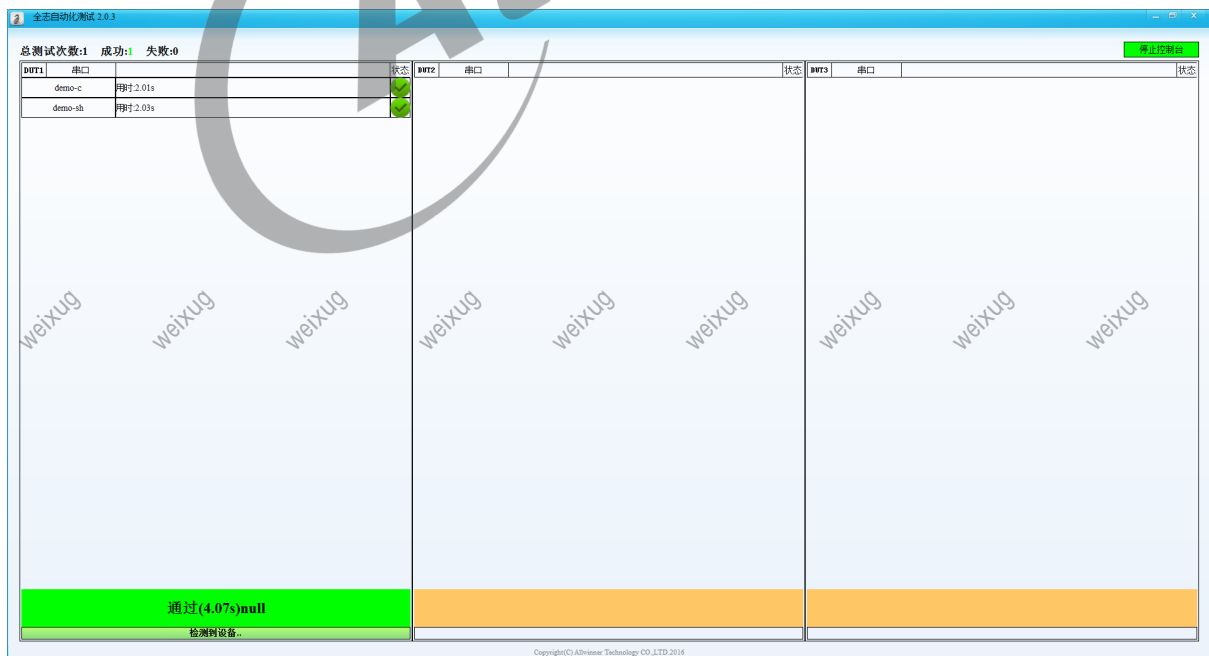 全志自动化测试 2.0.3
总测试次数:1 成功:1 失败:0
停止控制台
DUT1 串口 状态 DUT2 串口 状态 DUT3 串口 状态
demo-c 用时:2.01s
demo-sh 用时:2.03s
weixug weixug weixug weixug weixug weixug weixug weixug weixug
通过(4.07s)null
检测到设备..
Copyright(C) Allwinner Technology CO.,LTD.2016